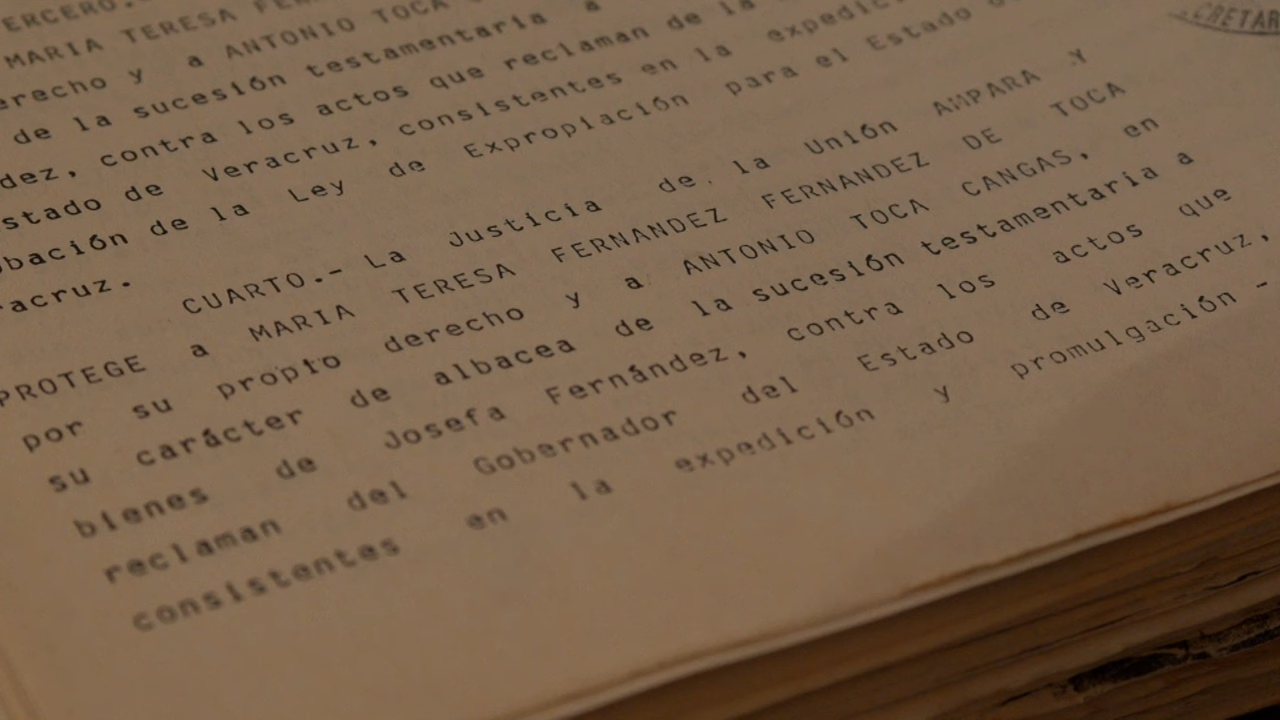 ERCERO.
MARIA TERESA FER
erecho y a ANTONIO TOCA
de la sucesión testamentaria a
dez, contra los actos que reclaman de la
stado de Veracruz, consistentes en la expedic
obación de la Ley de Expropiación para el Estado
racruz.
CUARTO.- La Justicia de la Unión AMPARA Y
PROTEGE a MARIA TERESA FERNANDEZ FERNANDEZ DE TOCA
por su propio derecho y a ANTONIO TOCA CANGAS, en
su carácter de albacea de la sucesión testamentaria a
bienes de Josefa Fernández, contra los actos que
reclaman del Gobernador del Estado de Veracruz,
consistentes en la expedición y promulgación -
CRETAR